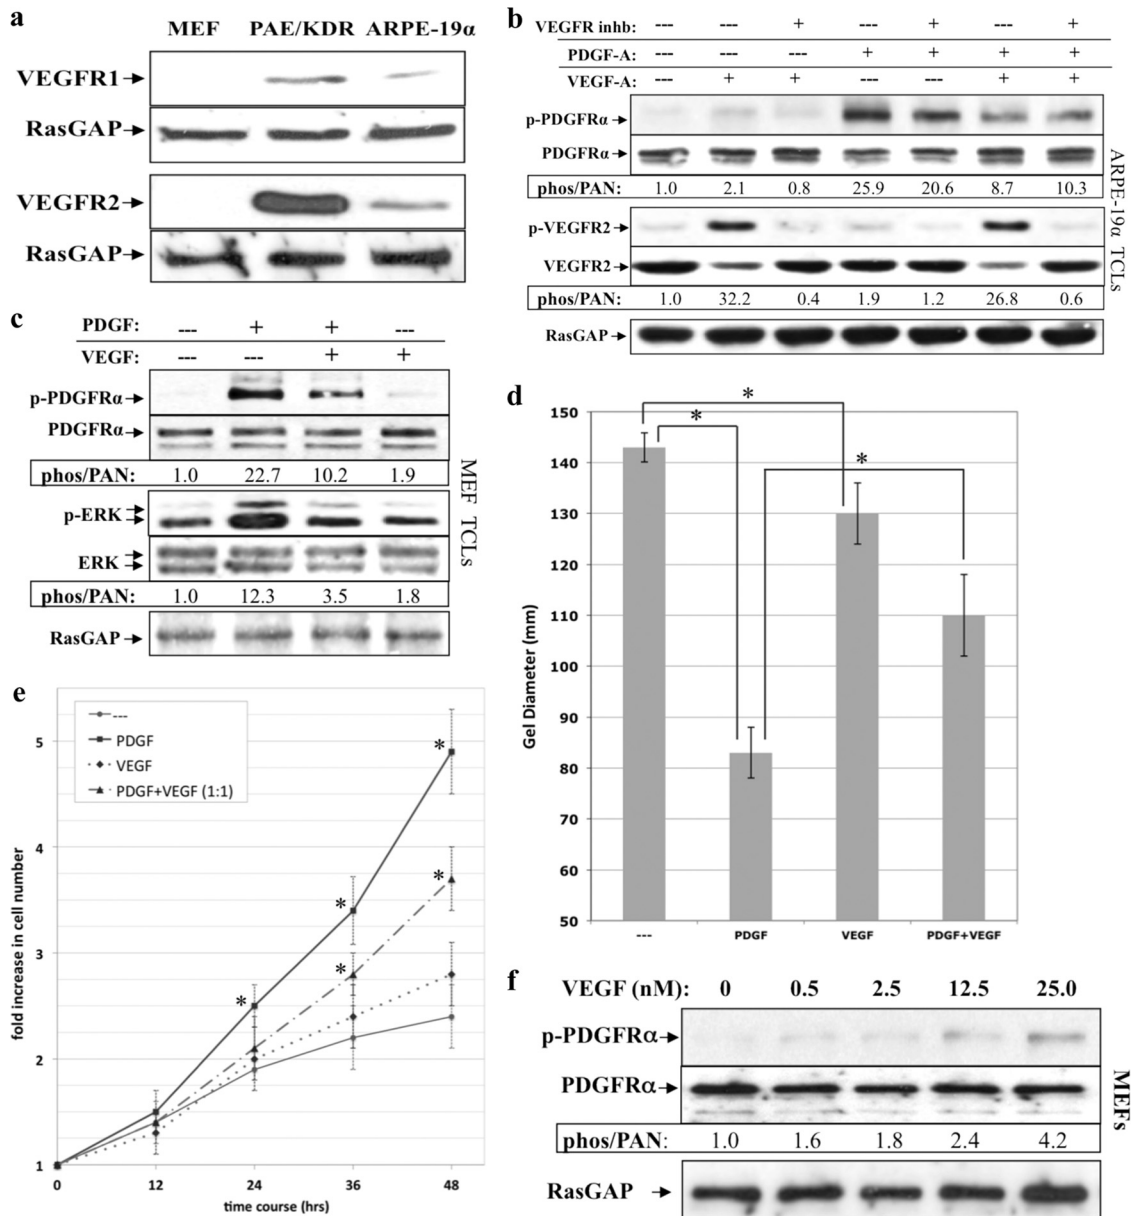 a
MEF PAE/KDR ARPE-19α
VEGFR1
RasGAP
VEGFR2
RasGAP
b
VEGFR inhb: --- --- + --- + --- +
PDGF-A: --- --- --- + + + +
VEGF-A: --- + + --- --- + +
p-PDGFRα
PDGFRα
phos/PAN: 1.0 2.1 0.8 25.9 20.6 8.7 10.3
p-VEGFR2
VEGFR2
phos/PAN: 1.0 32.2 0.4 1.9 1.2 26.8 0.6
RasGAP
ARPE-19α TCLs
c
PDGF: --- + + ---
VEGF: --- --- + +
p-PDGFRα
PDGFRα
phos/PAN: 1.0 22.7 10.2 1.9
p-ERK
ERK
phos/PAN: 1.0 12.3 3.5 1.8
RasGAP
MEF TCLs
d
* * *
150
140
130
120
110
100
90
80
70
60
50
Gel Diameter (mm)
--- PDGF VEGF PDGF+VEGF
e
---
PDGF
VEGF
PDGF+VEGF (1:1)
* * * * *
5
4
3
2
1
fold increase in cell number
0 12 24 36 48
time course (hrs)
f
VEGF (nM): 0 0.5 2.5 12.5 25.0
p-PDGFRα
PDGFRα
phos/PAN: 1.0 1.6 1.8 2.4 4.2
RasGAP
MEFs